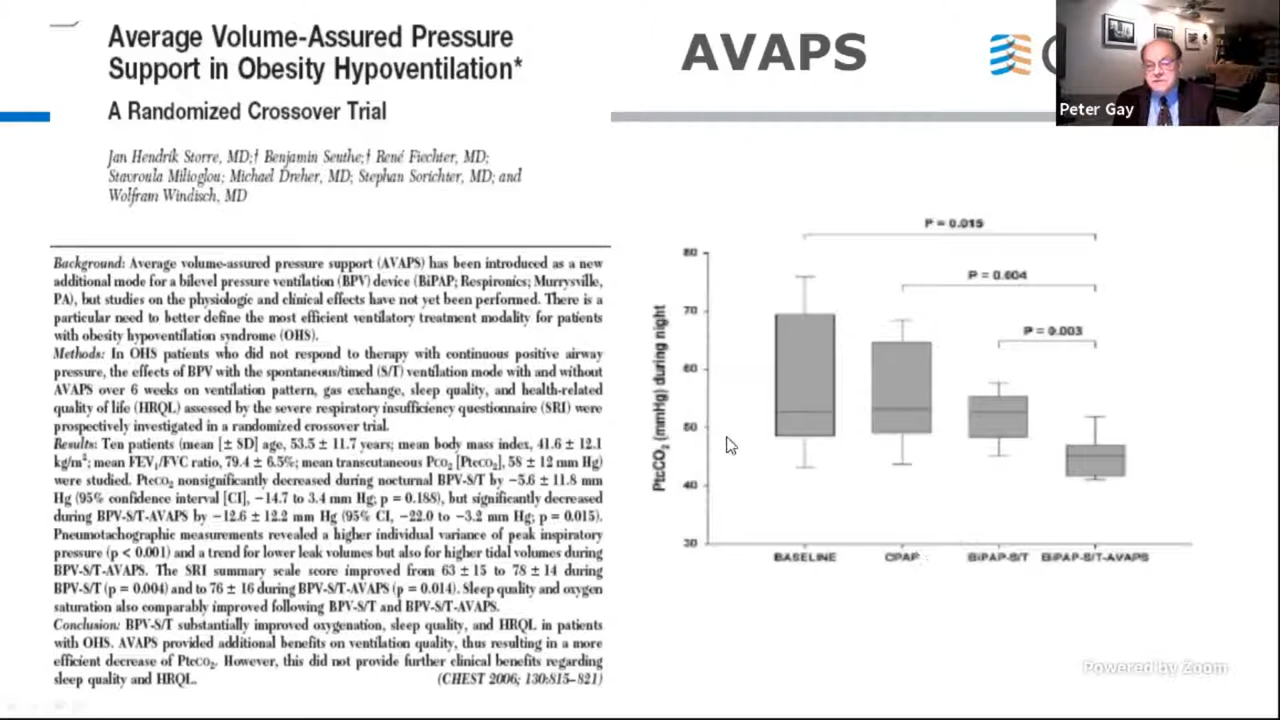 Average Volume-Assured Pressure
Support in Obesity Hypoventilation*
A Randomized Crossover Trial
Jan Hendrik Storre, MD;† Benjamin Seuthe;† René Fiechter, MD;
Stavroula Milioglou; Michael Dreher, MD; Stephan Sorichter, MD; and
Wolfram Windisch, MD
Background: Average volume-assured pressure support (AVAPS) has been introduced as a new
additional mode for a bilevel pressure ventilation (BPV) device (BiPAP; Respironics; Murrysville,
PA), but studies on the physiologic and clinical effects have not yet been performed. There is a
particular need to better define the most efficient ventilatory treatment modality for patients
with obesity hypoventilation syndrome (OHS).
Methods: In OHS patients who did not respond to therapy with continuous positive airway
pressure, the effects of BPV with the spontaneous/timed (S/T) ventilation mode with and without
AVAPS over 6 weeks on ventilation pattern, gas exchange, sleep quality, and health-related
quality of life (HRQL) assessed by the severe respiratory insufficiency questionnaire (SRI) were
prospectively investigated in a randomized crossover trial.
Results: Ten patients (mean [± SD] age, 53.5 ± 11.7 years; mean body mass index, 41.6 ± 12.1
kg/m²; mean FEV₁/FVC ratio, 79.4 ± 6.5%; mean transcutaneous PCO₂ [PtcCO₂], 58 ± 12 mm Hg)
were studied. PtcCO₂ nonsignificantly decreased during nocturnal BPV-S/T by −5.6 ± 11.8 mm
Hg (95% confidence interval [CI], −14.7 to 3.4 mm Hg; p = 0.188), but significantly decreased
during BPV-S/T-AVAPS by −12.6 ± 12.2 mm Hg (95% CI, −22.0 to −3.2 mm Hg; p = 0.015).
Pneumotachographic measurements revealed a higher individual variance of peak inspiratory
pressure (p < 0.001) and a trend for lower leak volumes but also for higher tidal volumes during
BPV-S/T-AVAPS. The SRI summary scale score improved from 63 ± 15 to 78 ± 14 during
BPV-S/T (p = 0.004) and to 76 ± 16 during BPV-S/T-AVAPS (p = 0.014). Sleep quality and oxygen
saturation also comparably improved following BPV-S/T and BPV-S/T-AVAPS.
Conclusion: BPV-S/T substantially improved oxygenation, sleep quality, and HRQL in patients
with OHS. AVAPS provided additional benefits on ventilation quality, thus resulting in a more
efficient decrease of PtcCO₂. However, this did not provide further clinical benefits regarding
sleep quality and HRQL. (CHEST 2006; 130:815–821)
AVAPS
Peter Gay
P = 0.015
P = 0.004
P = 0.003
PtcCO₂ (mmHg) during night
80
70
60
50
40
30
BASELINE CPAP BiPAP-S/T BiPAP-S/T-AVAPS
Powered by Zoom